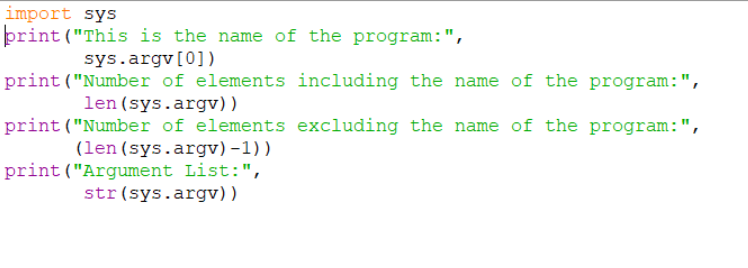 import sys
print("This is the name of the program:",
       sys.argv[0])
print("Number of elements including the name of the program:",
       len(sys.argv))
print("Number of elements excluding the name of the program:",
      (len(sys.argv)-1))
print("Argument List:",
       str(sys.argv))